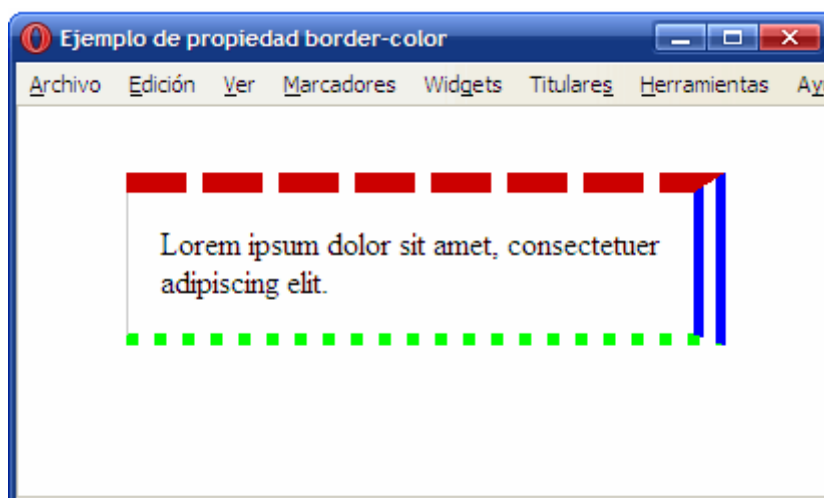 Ejemplo de propiedad border-color
Archivo Edición Ver Marcadores Widgets Titulares Herramientas
Lorem ipsum dolor sit amet, consectetuer
adipiscing elit.